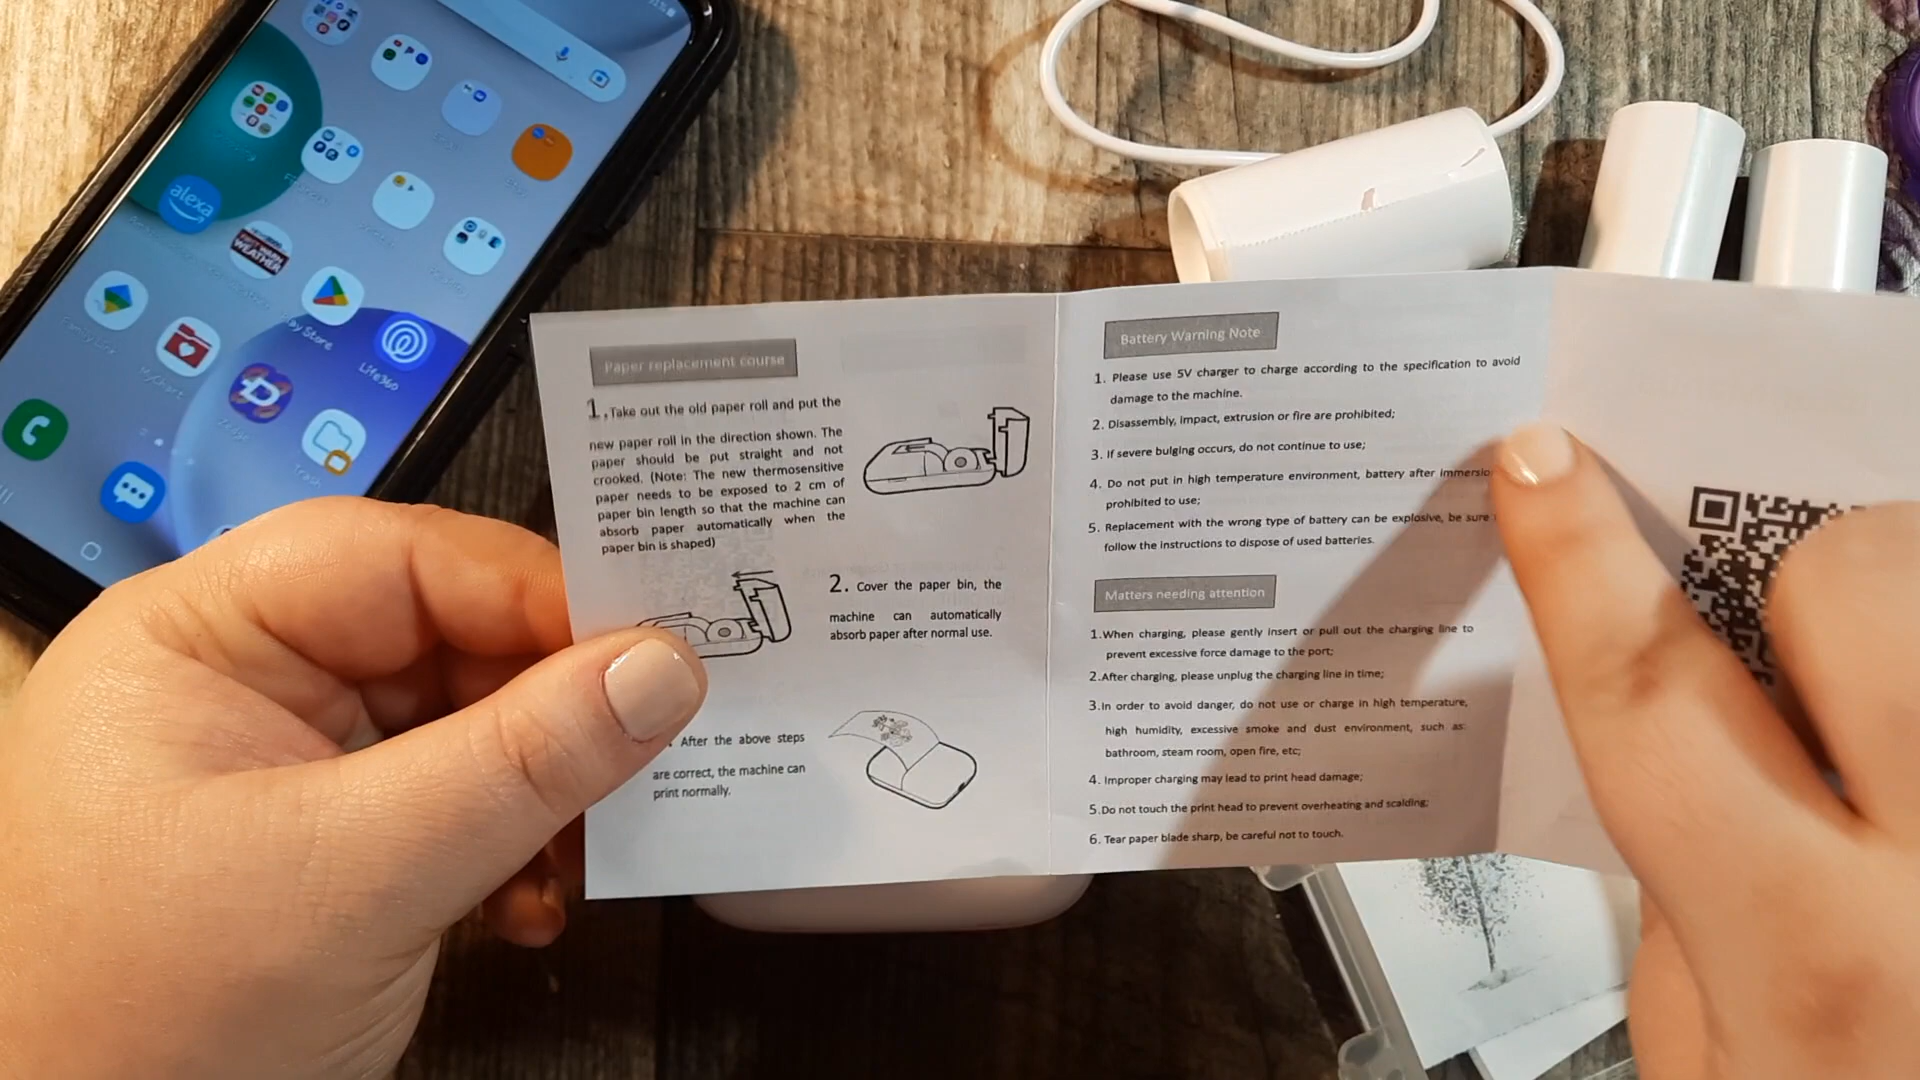 alexa
WEATHER
Play Store
Life360
Family Link
MyChart
Zedge
Trash
Paper replacement course
1.Take out the old paper roll and put the
new paper roll in the direction shown. The
paper should be put straight and not
crooked. (Note: The new thermosensitive
paper needs to be exposed to 2 cm of
paper bin length so that the machine can
absorb paper automatically when the
paper bin is shaped)
2. Cover the paper bin, the
machine can automatically
absorb paper after normal use.
After the above steps
are correct, the machine can
print normally.
Battery Warning Note
1. Please use 5V charger to charge according to the specification to avoid
damage to the machine.
2. Disassembly, impact, extrusion or fire are prohibited;
3. If severe bulging occurs, do not continue to use;
4. Do not put in high temperature environment, battery after immersio
prohibited to use;
5. Replacement with the wrong type of battery can be explosive, be sure
follow the instructions to dispose of used batteries.
Matters needing attention
1.When charging, please gently insert or pull out the charging line to
prevent excessive force damage to the port;
2.After charging, please unplug the charging line in time;
3.In order to avoid danger, do not use or charge in high temperature,
high humidity, excessive smoke and dust environment, such as:
bathroom, steam room, open fire, etc;
4. Improper charging may lead to print head damage;
5.Do not touch the print head to prevent overheating and scalding;
6. Tear paper blade sharp, be careful not to touch.